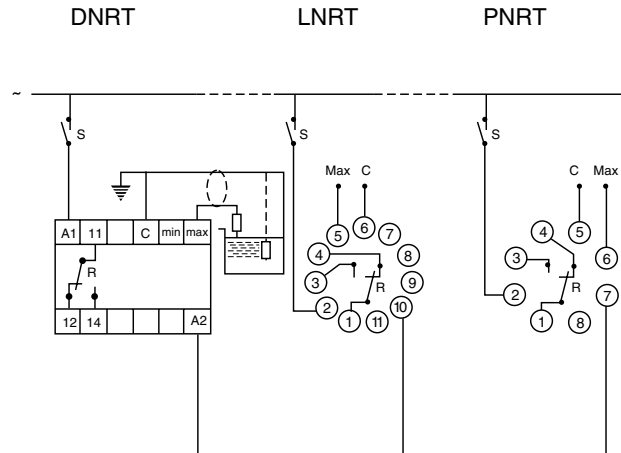 DNRT LNRT PNRT
~
S S S
Max C C Max
A1 11 C min max
5 6 7 4 5
4 8 3 6
R 3 R 9 R
2 10 2 7
12 14 A2
1 11 1 8